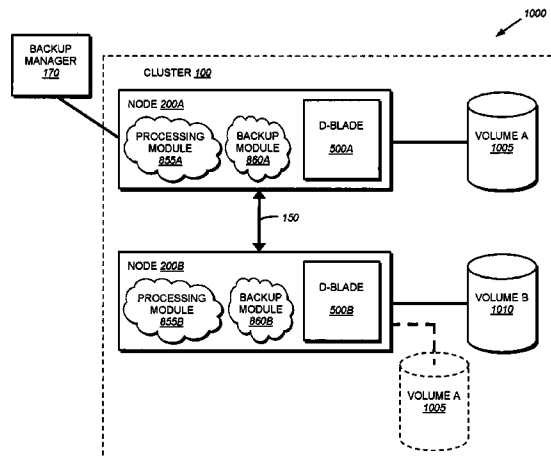 1000
BACKUP
MANAGER
170
CLUSTER 100
NODE 200A
PROCESSING
MODULE
855A
BACKUP
MODULE
860A
D-BLADE
500A
VOLUME A
1005
150
NODE 200B
PROCESSING
MODULE
855B
BACKUP
MODULE
860B
D-BLADE
500B
VOLUME B
1010
VOLUME A
1005